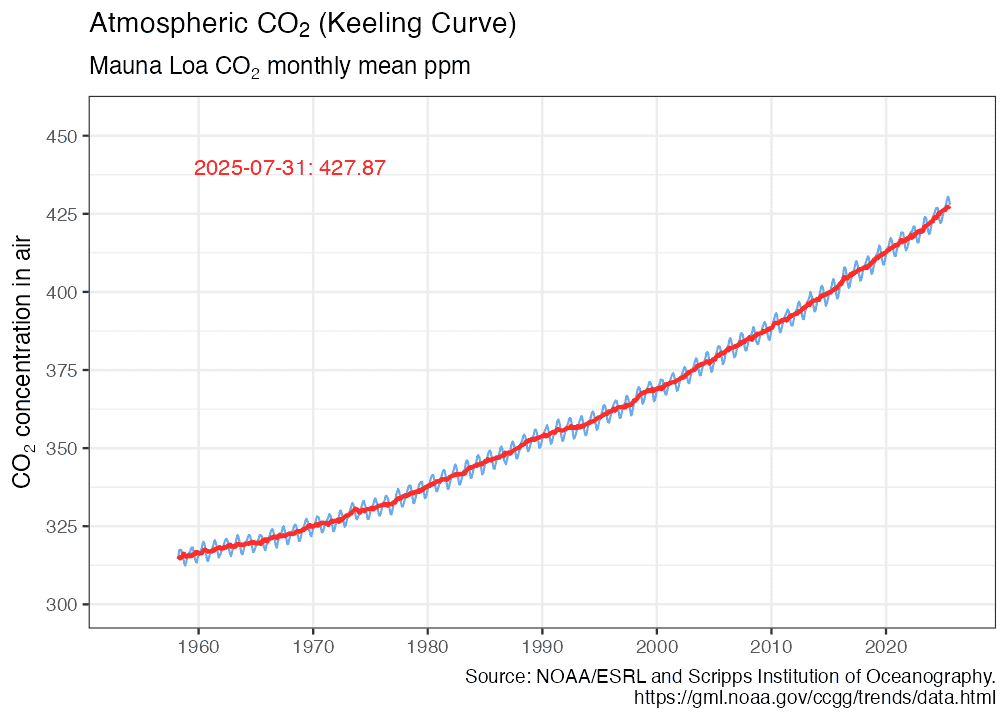 Atmospheric CO₂ (Keeling Curve)
Mauna Loa CO₂ monthly mean ppm
CO₂ concentration in air
450
425
400
375
350
325
300
2025-07-31: 427.87
1960 1970 1980 1990 2000 2010 2020
Source: NOAA/ESRL and Scripps Institution of Oceanography.
https://gml.noaa.gov/ccgg/trends/data.html